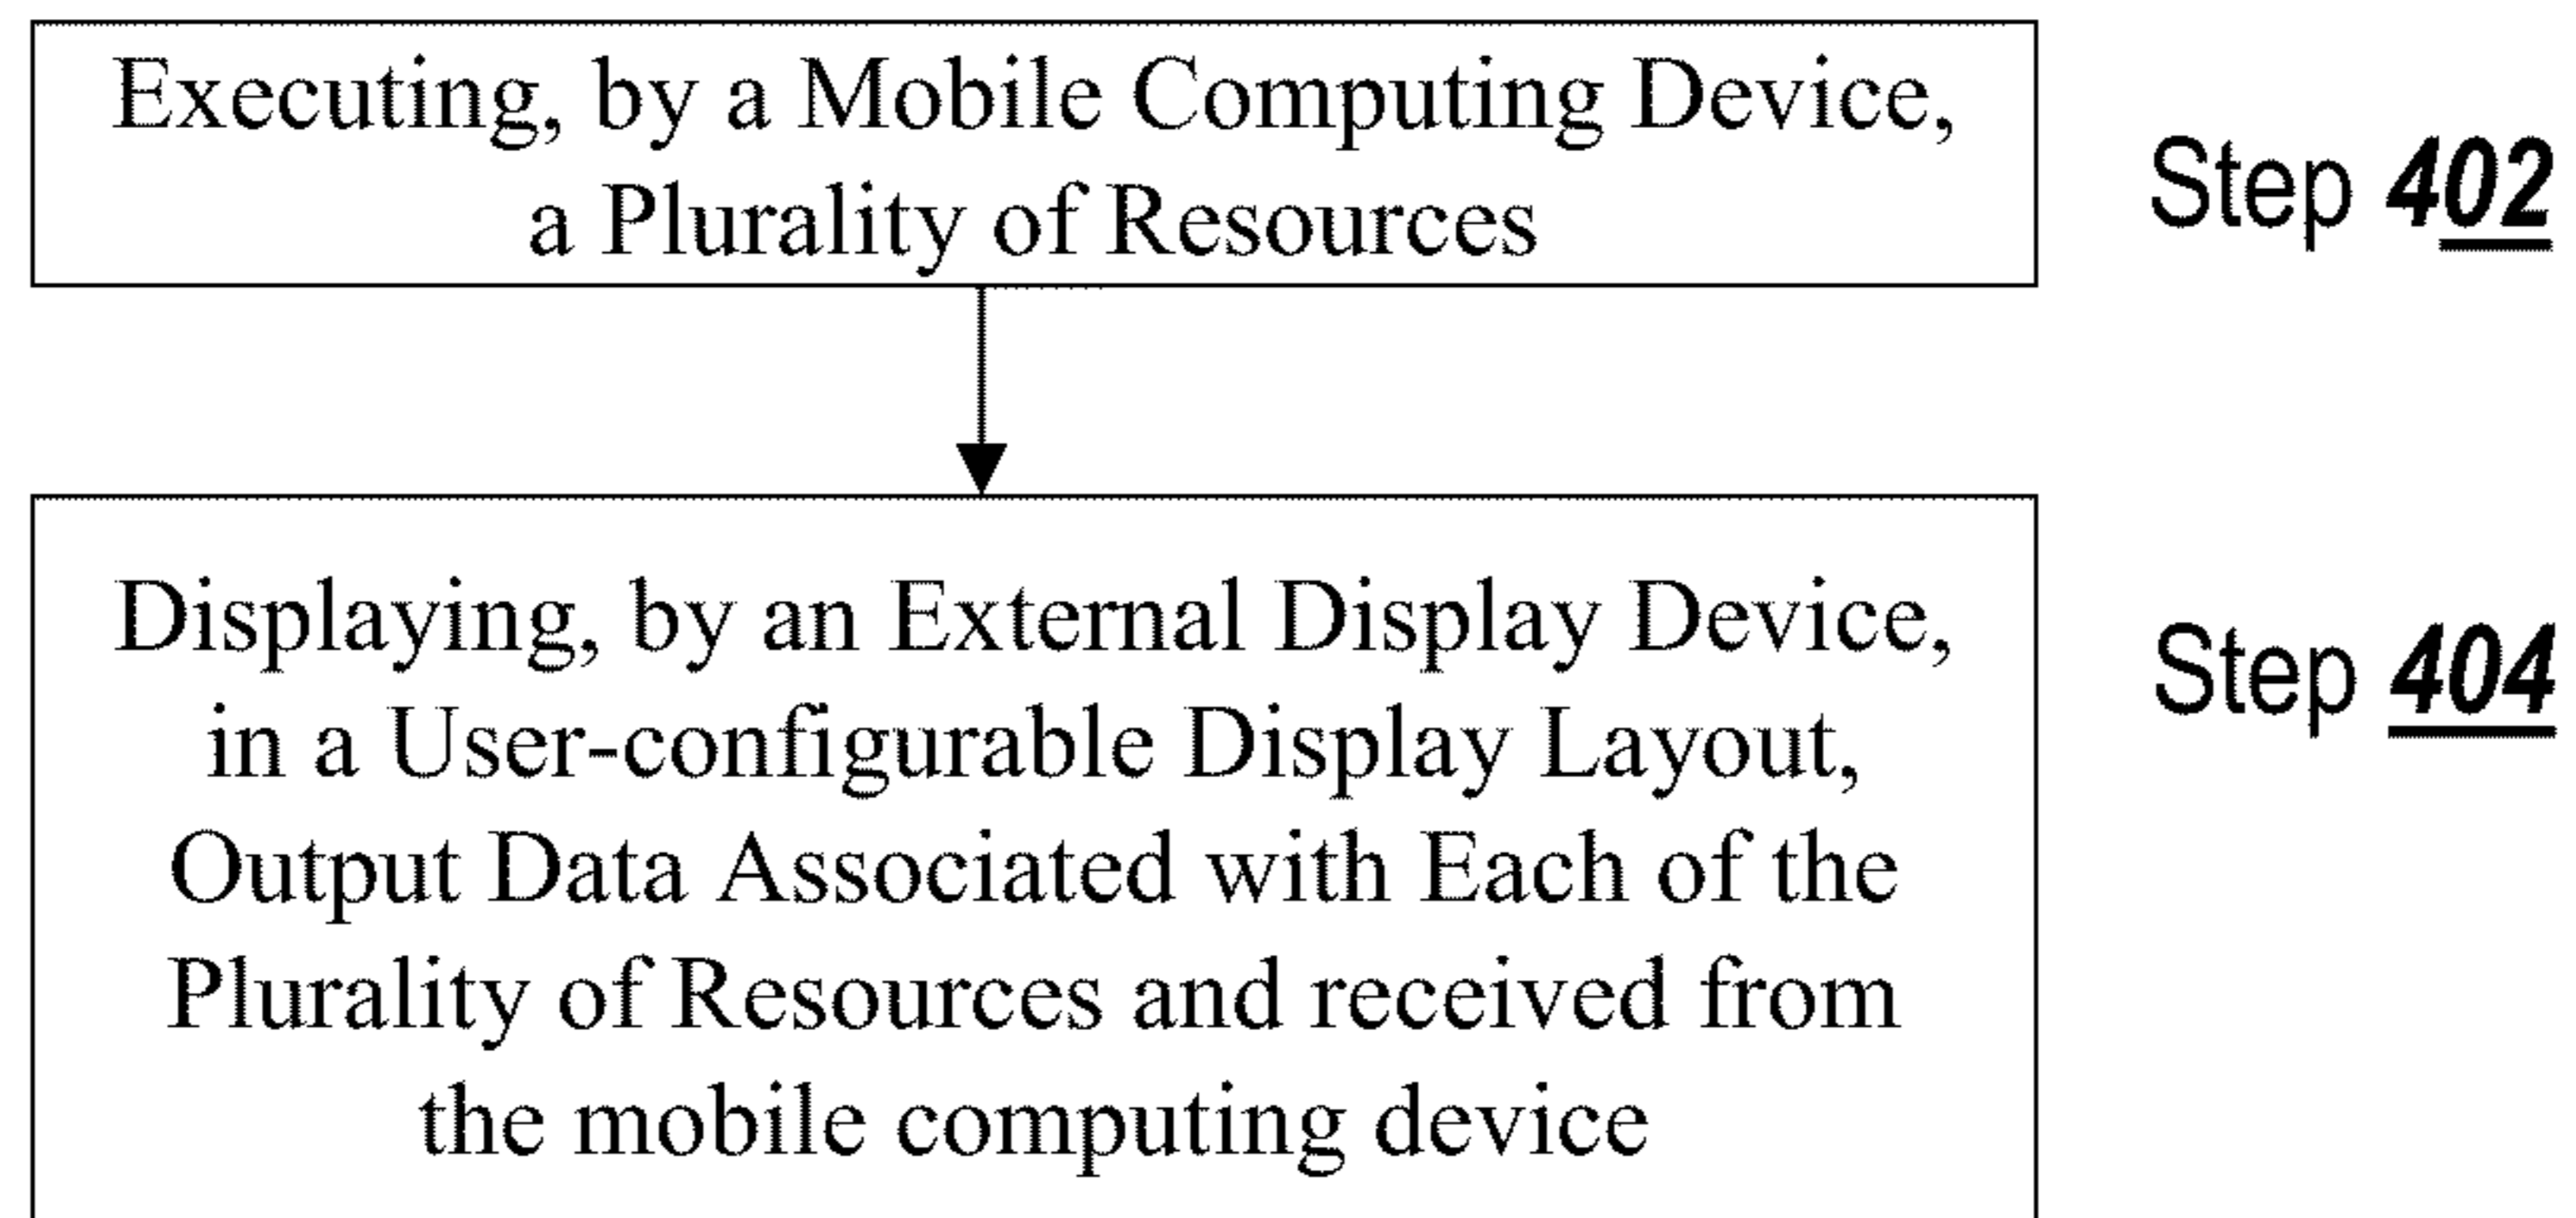 Executing, by a Mobile Computing Device,
a Plurality of Resources
Step 402
Displaying, by an External Display Device,
in a User-configurable Display Layout,
Output Data Associated with Each of the
Plurality of Resources and received from
the mobile computing device
Step 404